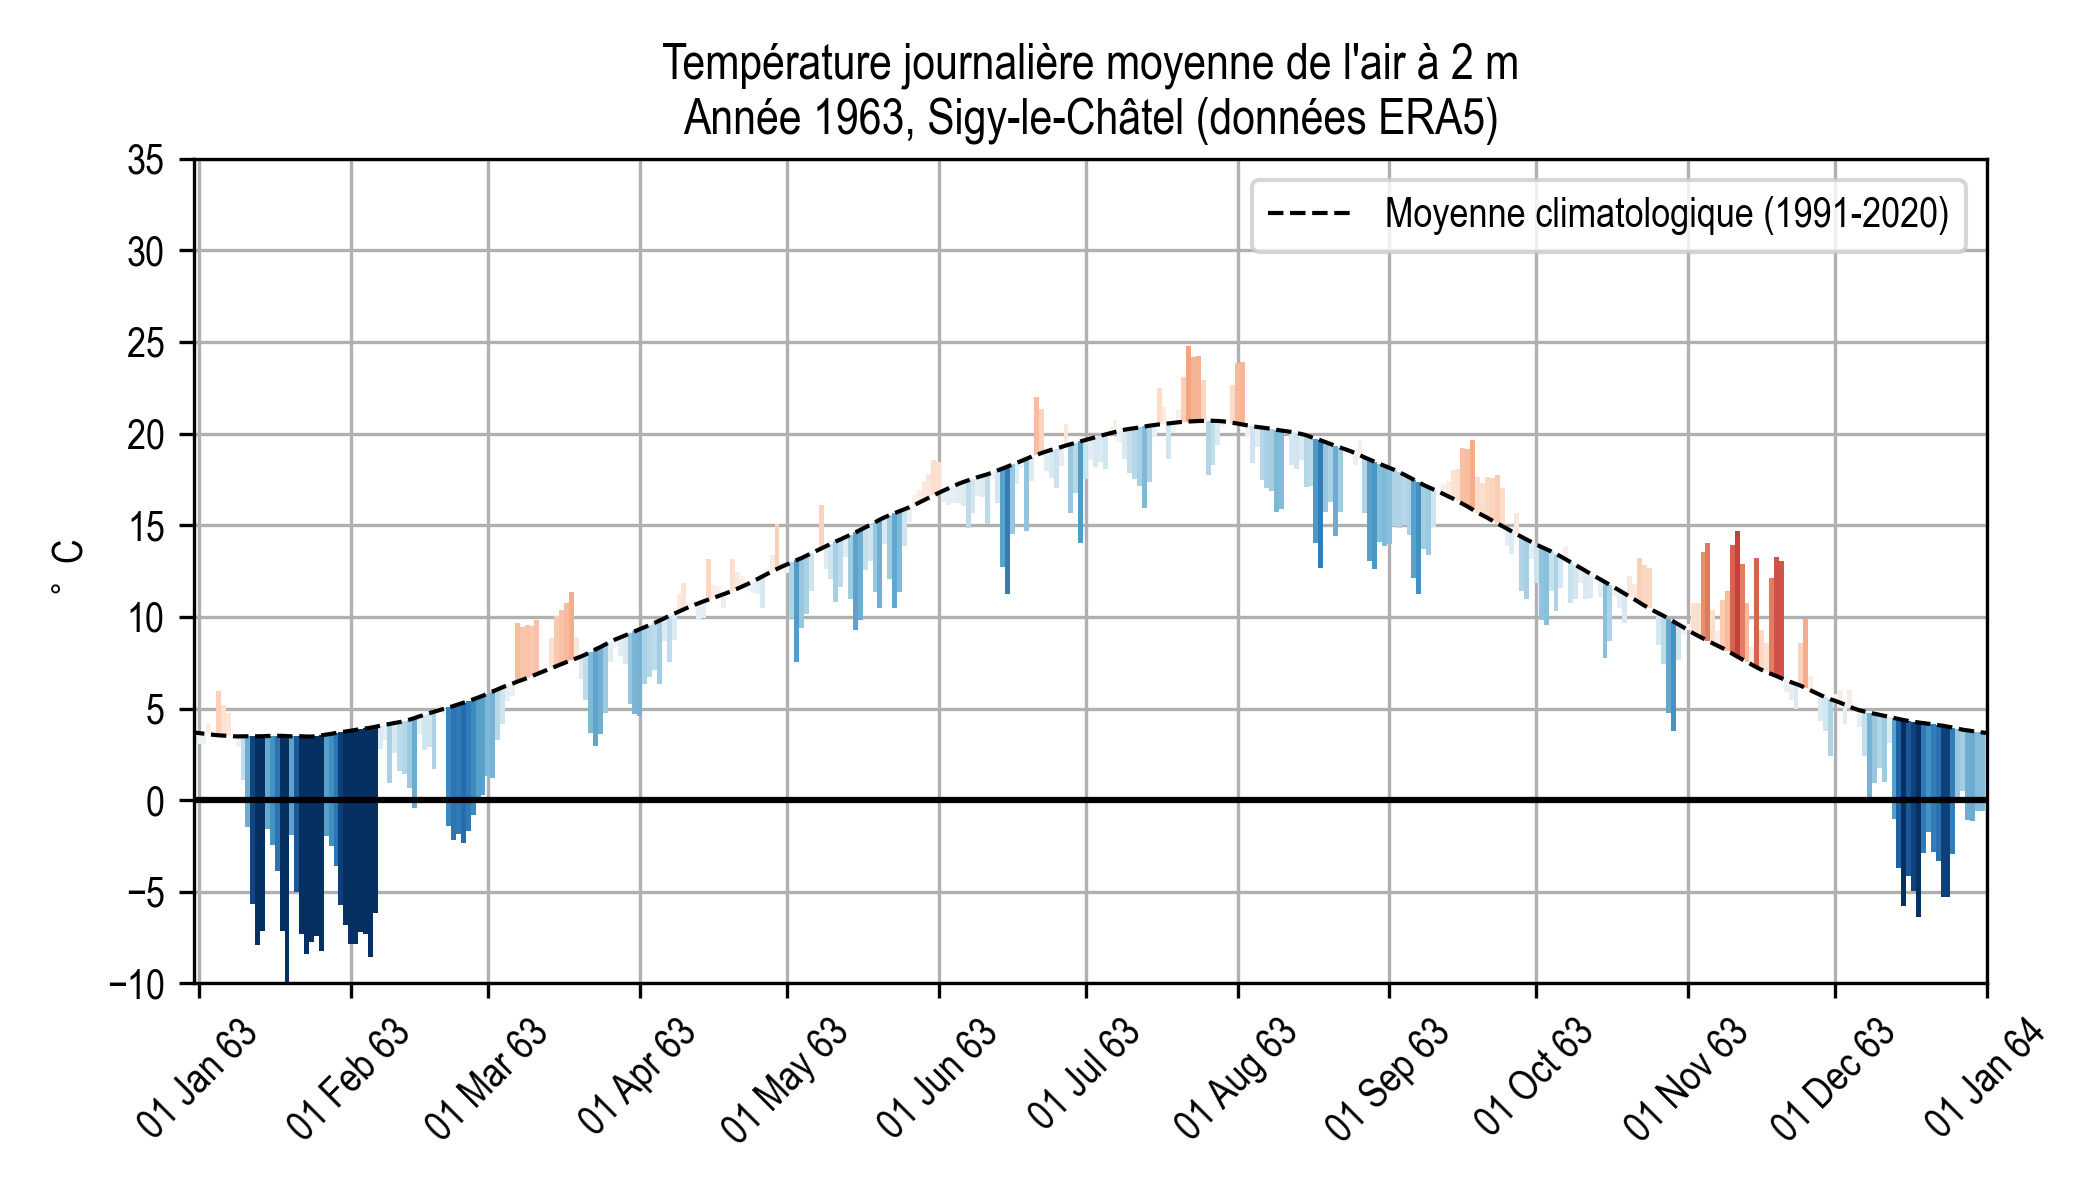 Température journalière moyenne de l'air à 2 m
Année 1963, Sigy-le-Châtel (données ERA5)
Moyenne climatologique (1991-2020)
35
30
25
20
15
10
5
0
−5
−10
° C
01 Jan 63
01 Feb 63
01 Mar 63
01 Apr 63
01 May 63
01 Jun 63
01 Jul 63
01 Aug 63
01 Sep 63
01 Oct 63
01 Nov 63
01 Dec 63
01 Jan 64